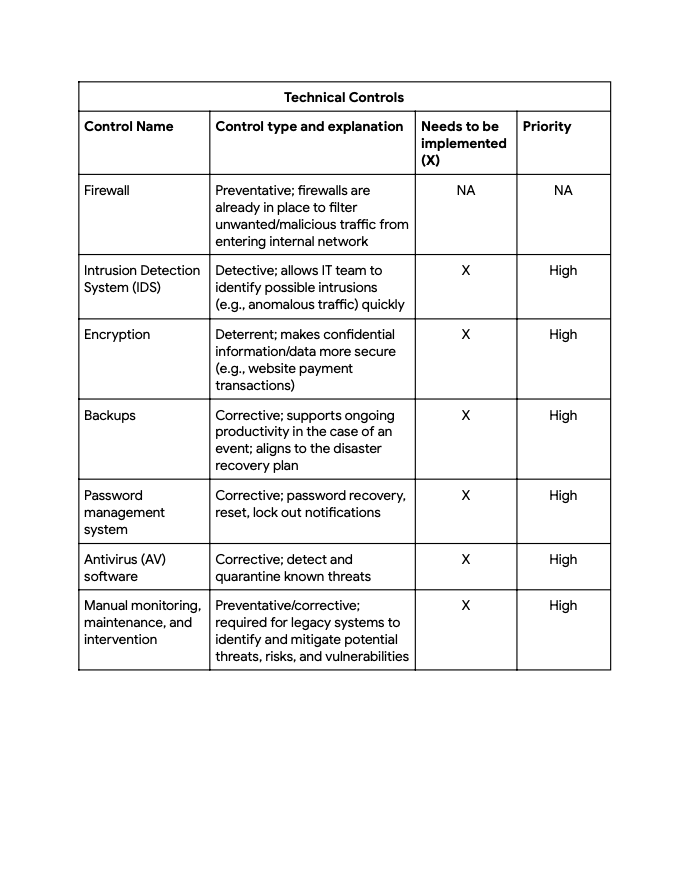 Technical Controls
Control Name
Control type and explanation
Needs to be
implemented
(X)
Priority
Firewall
Preventative; firewalls are
already in place to filter
unwanted/malicious traffic from
entering internal network
NA
NA
Intrusion Detection
System (IDS)
Detective; allows IT team to
identify possible intrusions
(e.g., anomalous traffic) quickly
X
High
Encryption
Deterrent; makes confidential
information/data more secure
(e.g., website payment
transactions)
X
High
Backups
Corrective; supports ongoing
productivity in the case of an
event; aligns to the disaster
recovery plan
X
High
Password
management
system
Corrective; password recovery,
reset, lock out notifications
X
High
Antivirus (AV)
software
Corrective; detect and
quarantine known threats
X
High
Manual monitoring,
maintenance, and
intervention
Preventative/corrective;
required for legacy systems to
identify and mitigate potential
threats, risks, and vulnerabilities
X
High